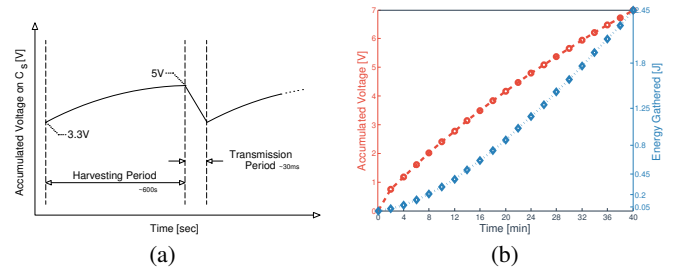 Accumulated Voltage on C_s [V]
5V
3.3V
Transmission
Period ~30ms
Harvesting Period
~600s
Time [sec]
(a)
Accumulated Voltage [V]
7
6
5
4
3
2
1
0
0 4 8 12 16 20 24 28 32 36 40
Time [min]
2.45
1.8
1.25
0.8
0.45
0.2
0.05
Energy Gathered [J]
(b)